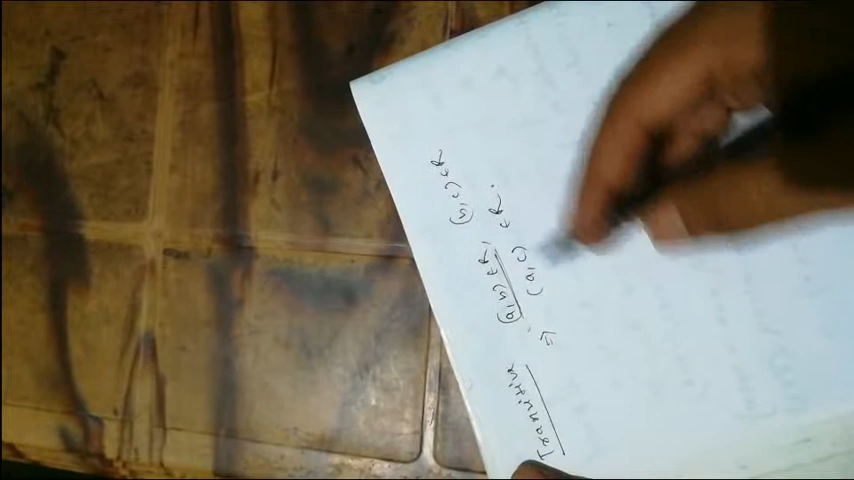 Transitive
(a,b) ∈ R, (b,c) ∈ R
⇒ (a,c) ∈ R.